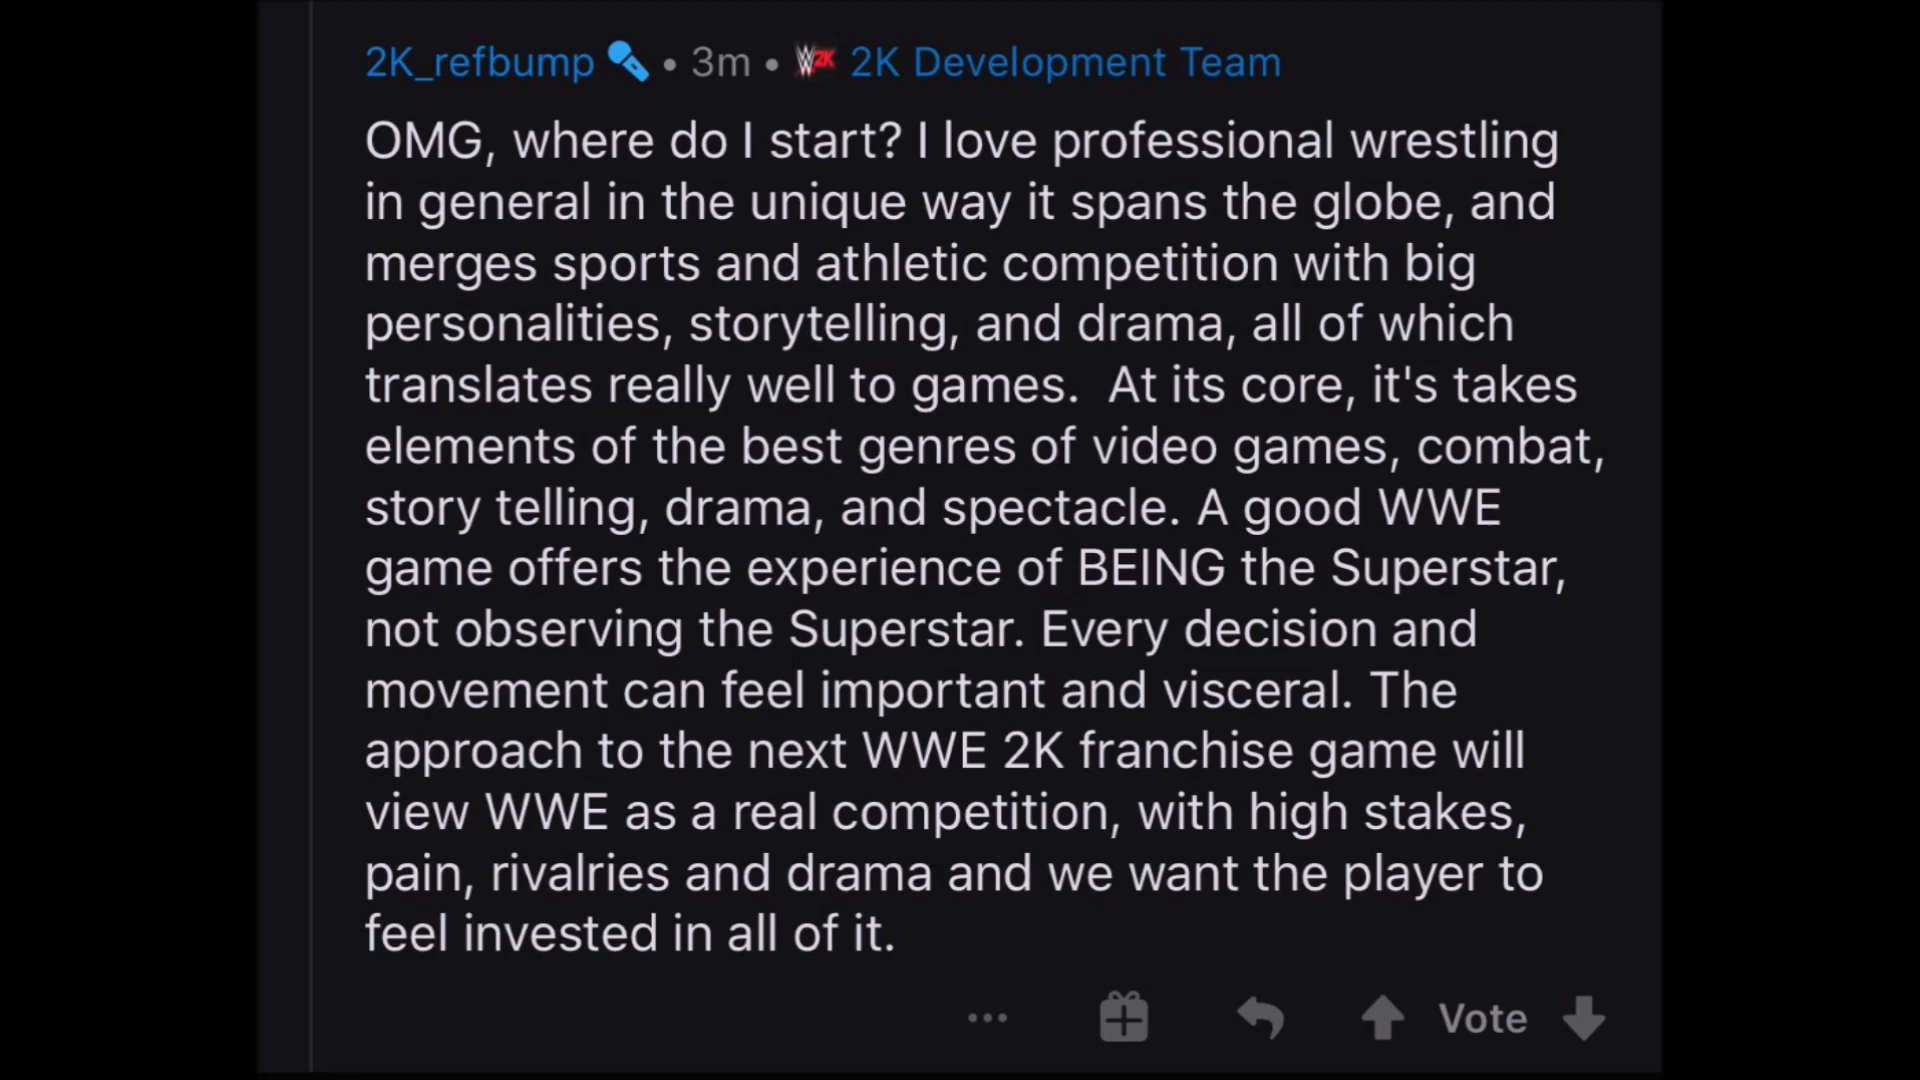 2K_refbump • 3m • W2K 2K Development Team
OMG, where do I start? I love professional wrestling
in general in the unique way it spans the globe, and
merges sports and athletic competition with big
personalities, storytelling, and drama, all of which
translates really well to games.  At its core, it's takes
elements of the best genres of video games, combat,
story telling, drama, and spectacle. A good WWE
game offers the experience of BEING the Superstar,
not observing the Superstar. Every decision and
movement can feel important and visceral. The
approach to the next WWE 2K franchise game will
view WWE as a real competition, with high stakes,
pain, rivalries and drama and we want the player to
feel invested in all of it.
Vote